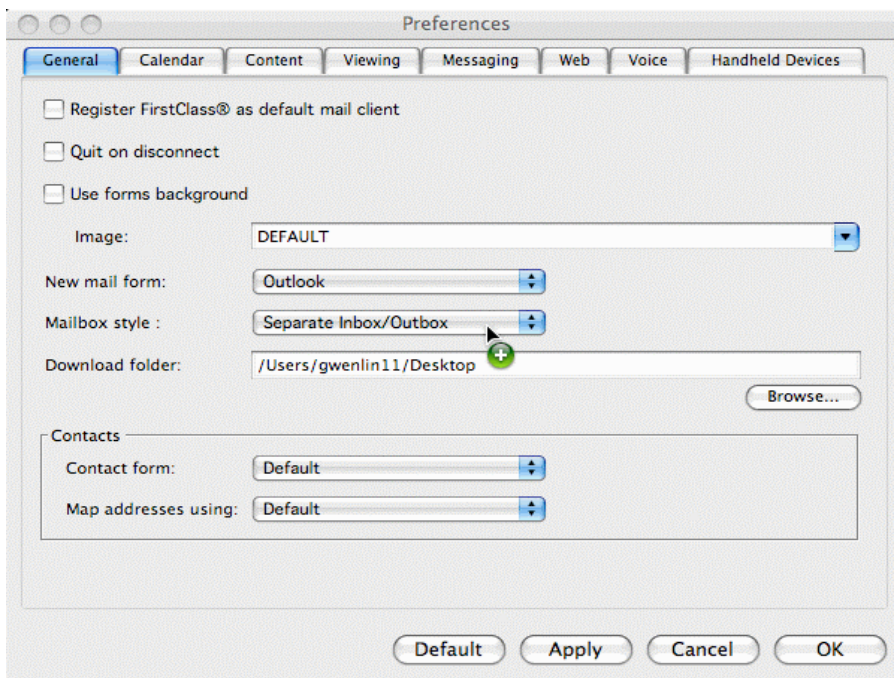 Preferences
General Calendar Content Viewing Messaging Web Voice Handheld Devices
Register FirstClass® as default mail client
Quit on disconnect
Use forms background
Image: DEFAULT
New mail form: Outlook
Mailbox style : Separate Inbox/Outbox
Download folder: /Users/gwenlin11/Desktop
Browse...
Contacts
Contact form: Default
Map addresses using: Default
Default Apply Cancel OK